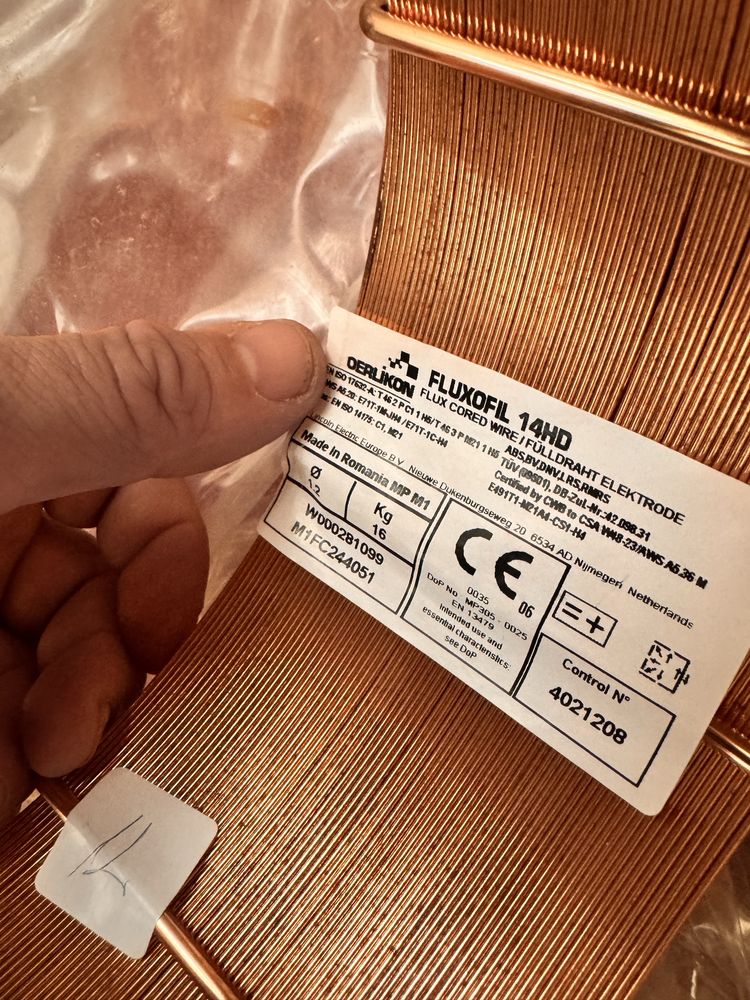 OERLIKON
FLUXOFIL 14HD
FLUX CORED WIRE / FÜLLDRAHT ELEKTRODE
EN ISO 17632-A: T 46 2 P C1 1 H5/ T 46 3 P M21 1 H5
AWS A5.20: E71T-1M-JH4 / E71T-1C-H4
EN ISO 14175: C1, M21
ABS,BV,DNV,LRS,RMRS
TÜV DB-Zul-Nr.:42.098.31
Certified by CWB to CSA W48-23/AWS A5.36 M
E491T1-M21A4-CS1-H4
Lincoln Electric Europe B.V Nieuwe Dukenburgseweg 20 6534 AD Nijmegen Netherlands
Made in Romania MP M1
Ø
1.2
Kg
16
W000281099
M1FC244051
CE 06
0035
DoP No MP305 - 0025
EN 13479
Intended use and
essential characteristics:
see DoP
= +
Control N°
4021208